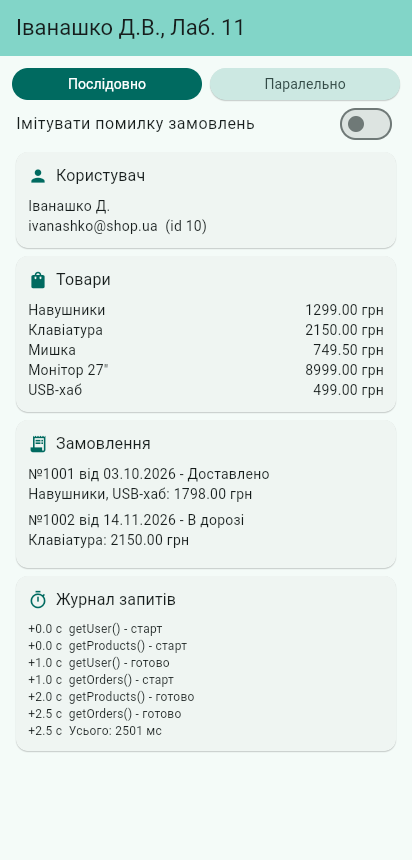 Іванашко Д.В., Лаб. 11
Послідовно
Паралельно
Імітувати помилку замовлень
Користувач
Іванашко Д.
ivanashko@shop.ua  (id 10)
Товари
Навушники 1299.00 грн
Клавіатура 2150.00 грн
Мишка 749.50 грн
Монітор 27" 8999.00 грн
USB-хаб 499.00 грн
Замовлення
№1001 від 03.10.2026 - Доставлено
Навушники, USB-хаб: 1798.00 грн
№1002 від 14.11.2026 - В дорозі
Клавіатура: 2150.00 грн
Журнал запитів
+0.0 с  getUser() - старт
+0.0 с  getProducts() - старт
+1.0 с  getUser() - готово
+1.0 с  getOrders() - старт
+2.0 с  getProducts() - готово
+2.5 с  getOrders() - готово
+2.5 с  Усього: 2501 мс